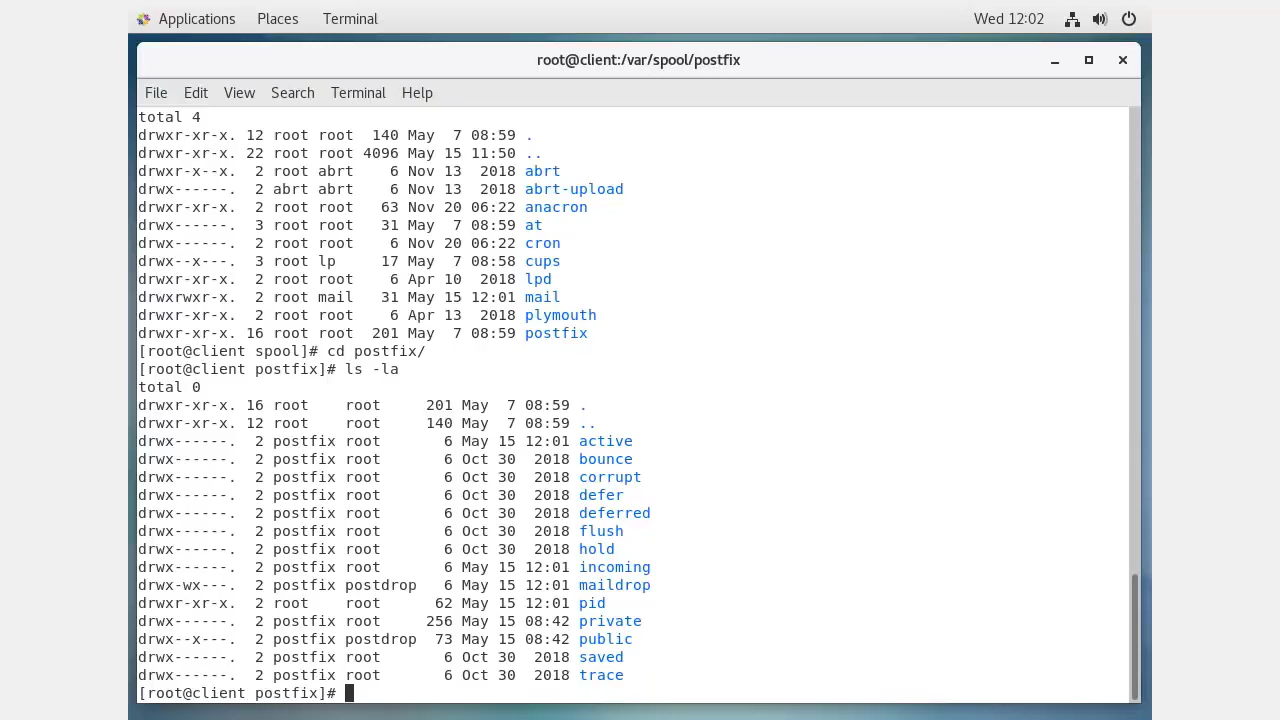 Applications Places Terminal Wed 12:02
root@client:/var/spool/postfix
File Edit View Search Terminal Help
total 4
drwxr-xr-x. 12 root root  140 May  7 08:59 .
drwxr-xr-x. 22 root root 4096 May 15 11:50 ..
drwxr-x--x.  2 root abrt    6 Nov 13  2018 abrt
drwx------.  2 abrt abrt    6 Nov 13  2018 abrt-upload
drwxr-xr-x.  2 root root   63 Nov 20 06:22 anacron
drwx------.  3 root root   31 May  7 08:59 at
drwx------.  2 root root    6 Nov 20 06:22 cron
drwx--x---.  3 root lp     17 May  7 08:58 cups
drwxr-xr-x.  2 root root    6 Apr 10  2018 lpd
drwxrwxr-x.  2 root mail   31 May 15 12:01 mail
drwxr-xr-x.  2 root root    6 Apr 13  2018 plymouth
drwxr-xr-x. 16 root root  201 May  7 08:59 postfix
[root@client spool]# cd postfix/
[root@client postfix]# ls -la
total 0
drwxr-xr-x. 16 root    root     201 May  7 08:59 .
drwxr-xr-x. 12 root    root     140 May  7 08:59 ..
drwx------.  2 postfix root       6 May 15 12:01 active
drwx------.  2 postfix root       6 Oct 30  2018 bounce
drwx------.  2 postfix root       6 Oct 30  2018 corrupt
drwx------.  2 postfix root       6 Oct 30  2018 defer
drwx------.  2 postfix root       6 Oct 30  2018 deferred
drwx------.  2 postfix root       6 Oct 30  2018 flush
drwx------.  2 postfix root       6 Oct 30  2018 hold
drwx------.  2 postfix root       6 May 15 12:01 incoming
drwx-wx---.  2 postfix postdrop   6 May 15 12:01 maildrop
drwxr-xr-x.  2 root    root      62 May 15 12:01 pid
drwx------.  2 postfix root     256 May 15 08:42 private
drwx--x---.  2 postfix postdrop  73 May 15 08:42 public
drwx------.  2 postfix root       6 Oct 30  2018 saved
drwx------.  2 postfix root       6 Oct 30  2018 trace
[root@client postfix]#